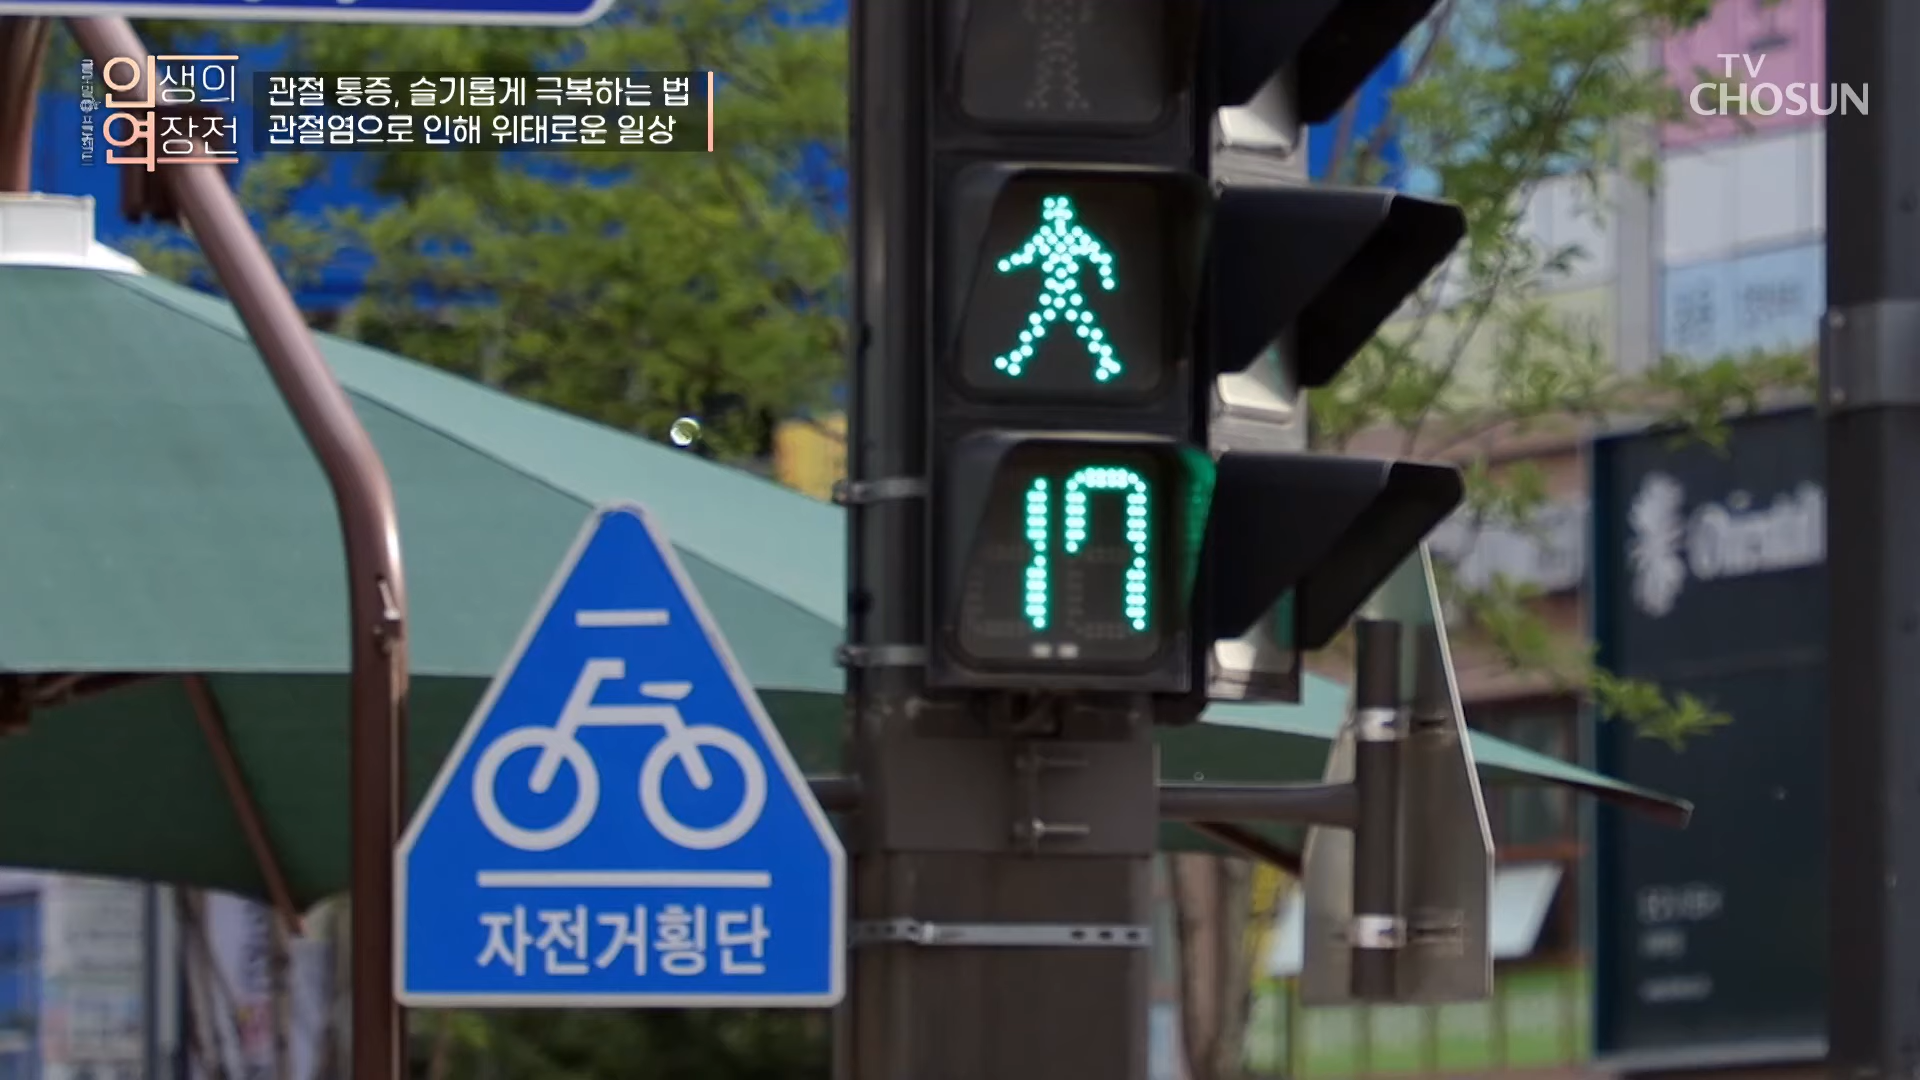 인생의
연장전
관절 통증, 슬기롭게 극복하는 법
관절염으로 인해 위태로운 일상
TV
CHOSUN
17
자전거횡단